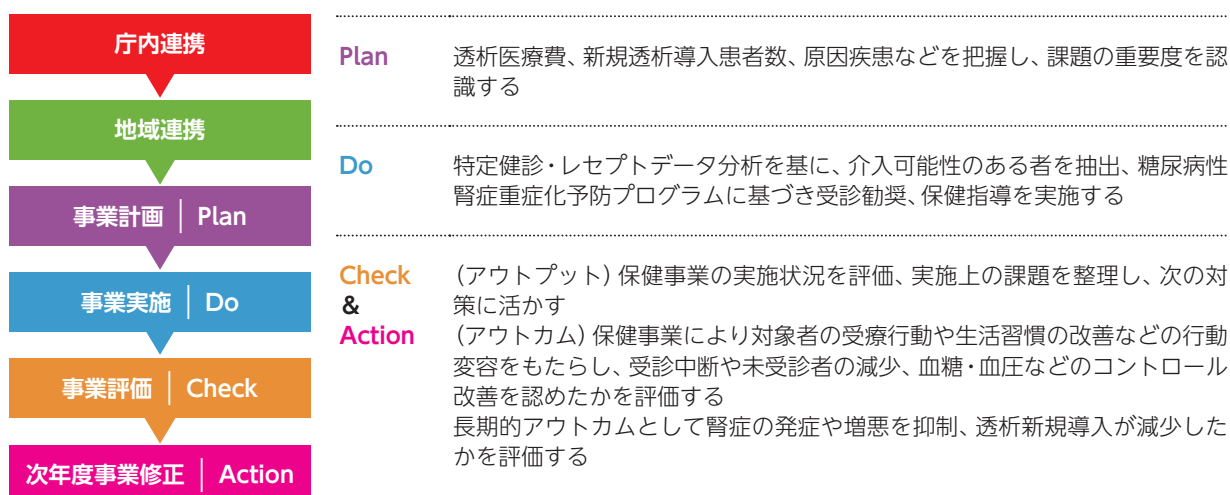 庁内連携
地域連携
事業計画 | Plan
事業実施 | Do
事業評価 | Check
次年度事業修正 | Action
Plan
透析医療費、新規透析導入患者数、原因疾患などを把握し、課題の重要度を認
識する
Do
特定健診・レセプトデータ分析を基に、介入可能性のある者を抽出、糖尿病性
腎症重症化予防プログラムに基づき受診勧奨、保健指導を実施する
Check
&
Action
(アウトプット)保健事業の実施状況を評価、実施上の課題を整理し、次の対
策に活かす
(アウトカム)保健事業により対象者の受療行動や生活習慣の改善などの行動
変容をもたらし、受診中断や未受診者の減少、血糖・血圧などのコントロール
改善を認めたかを評価する
長期的アウトカムとして腎症の発症や増悪を抑制、透析新規導入が減少した
かを評価する